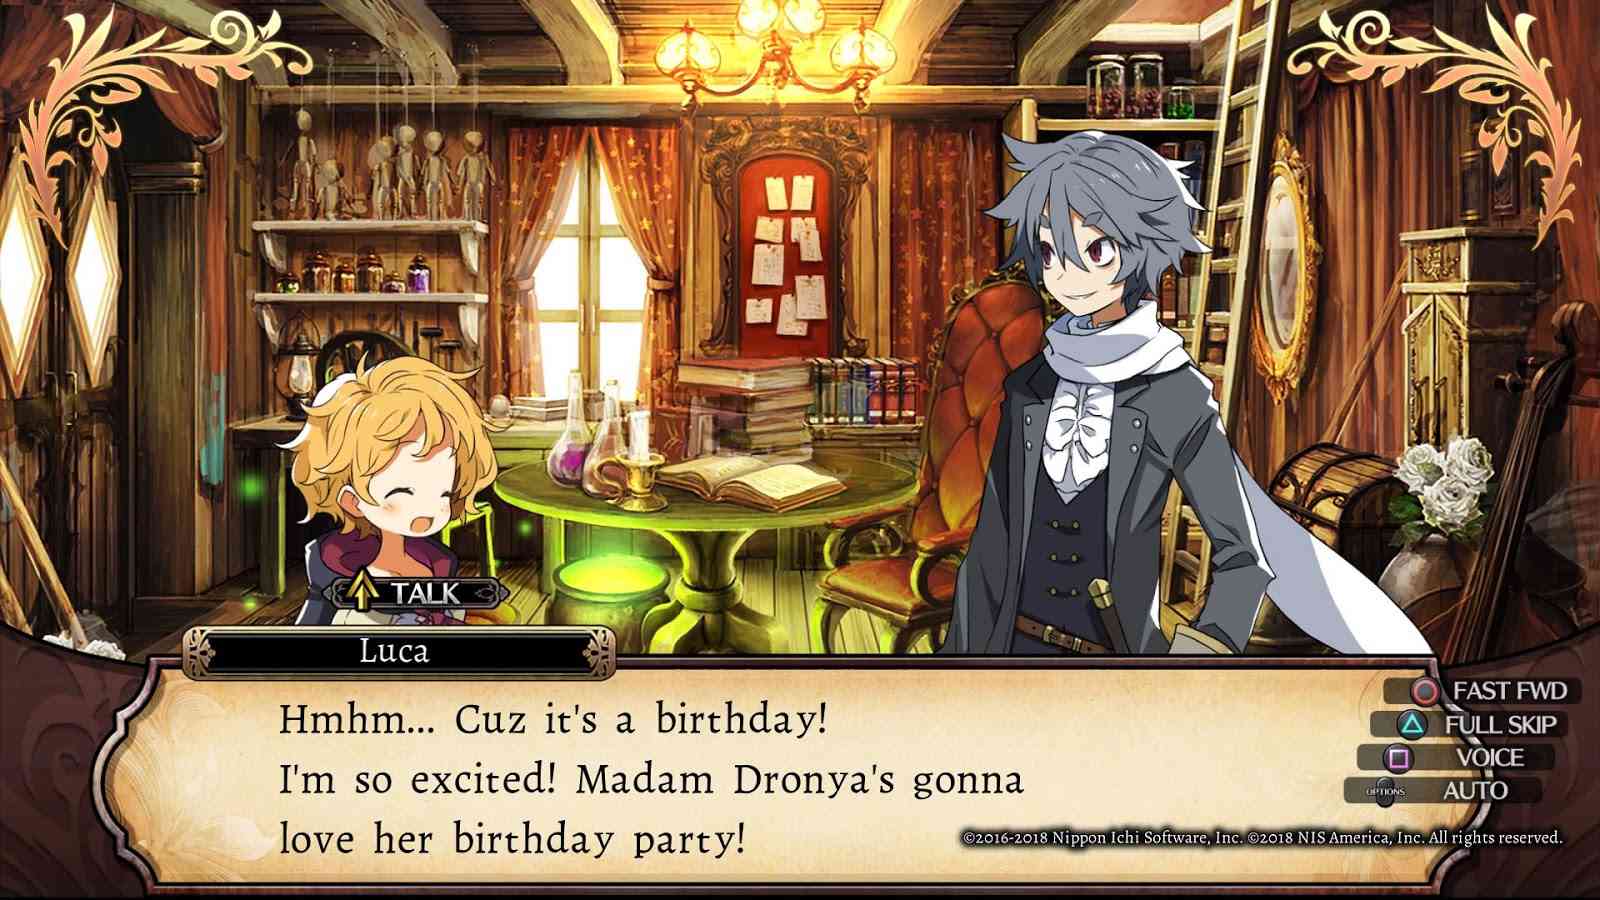 TALK
Luca
Hmhm... Cuz it's a birthday!
I'm so excited! Madam Dronya's gonna
love her birthday party!
FAST FWD
FULL SKIP
VOICE
OPTIONS AUTO
©2016-2018 Nippon Ichi Software, Inc. ©2018 NIS America, Inc. All rights reserved.